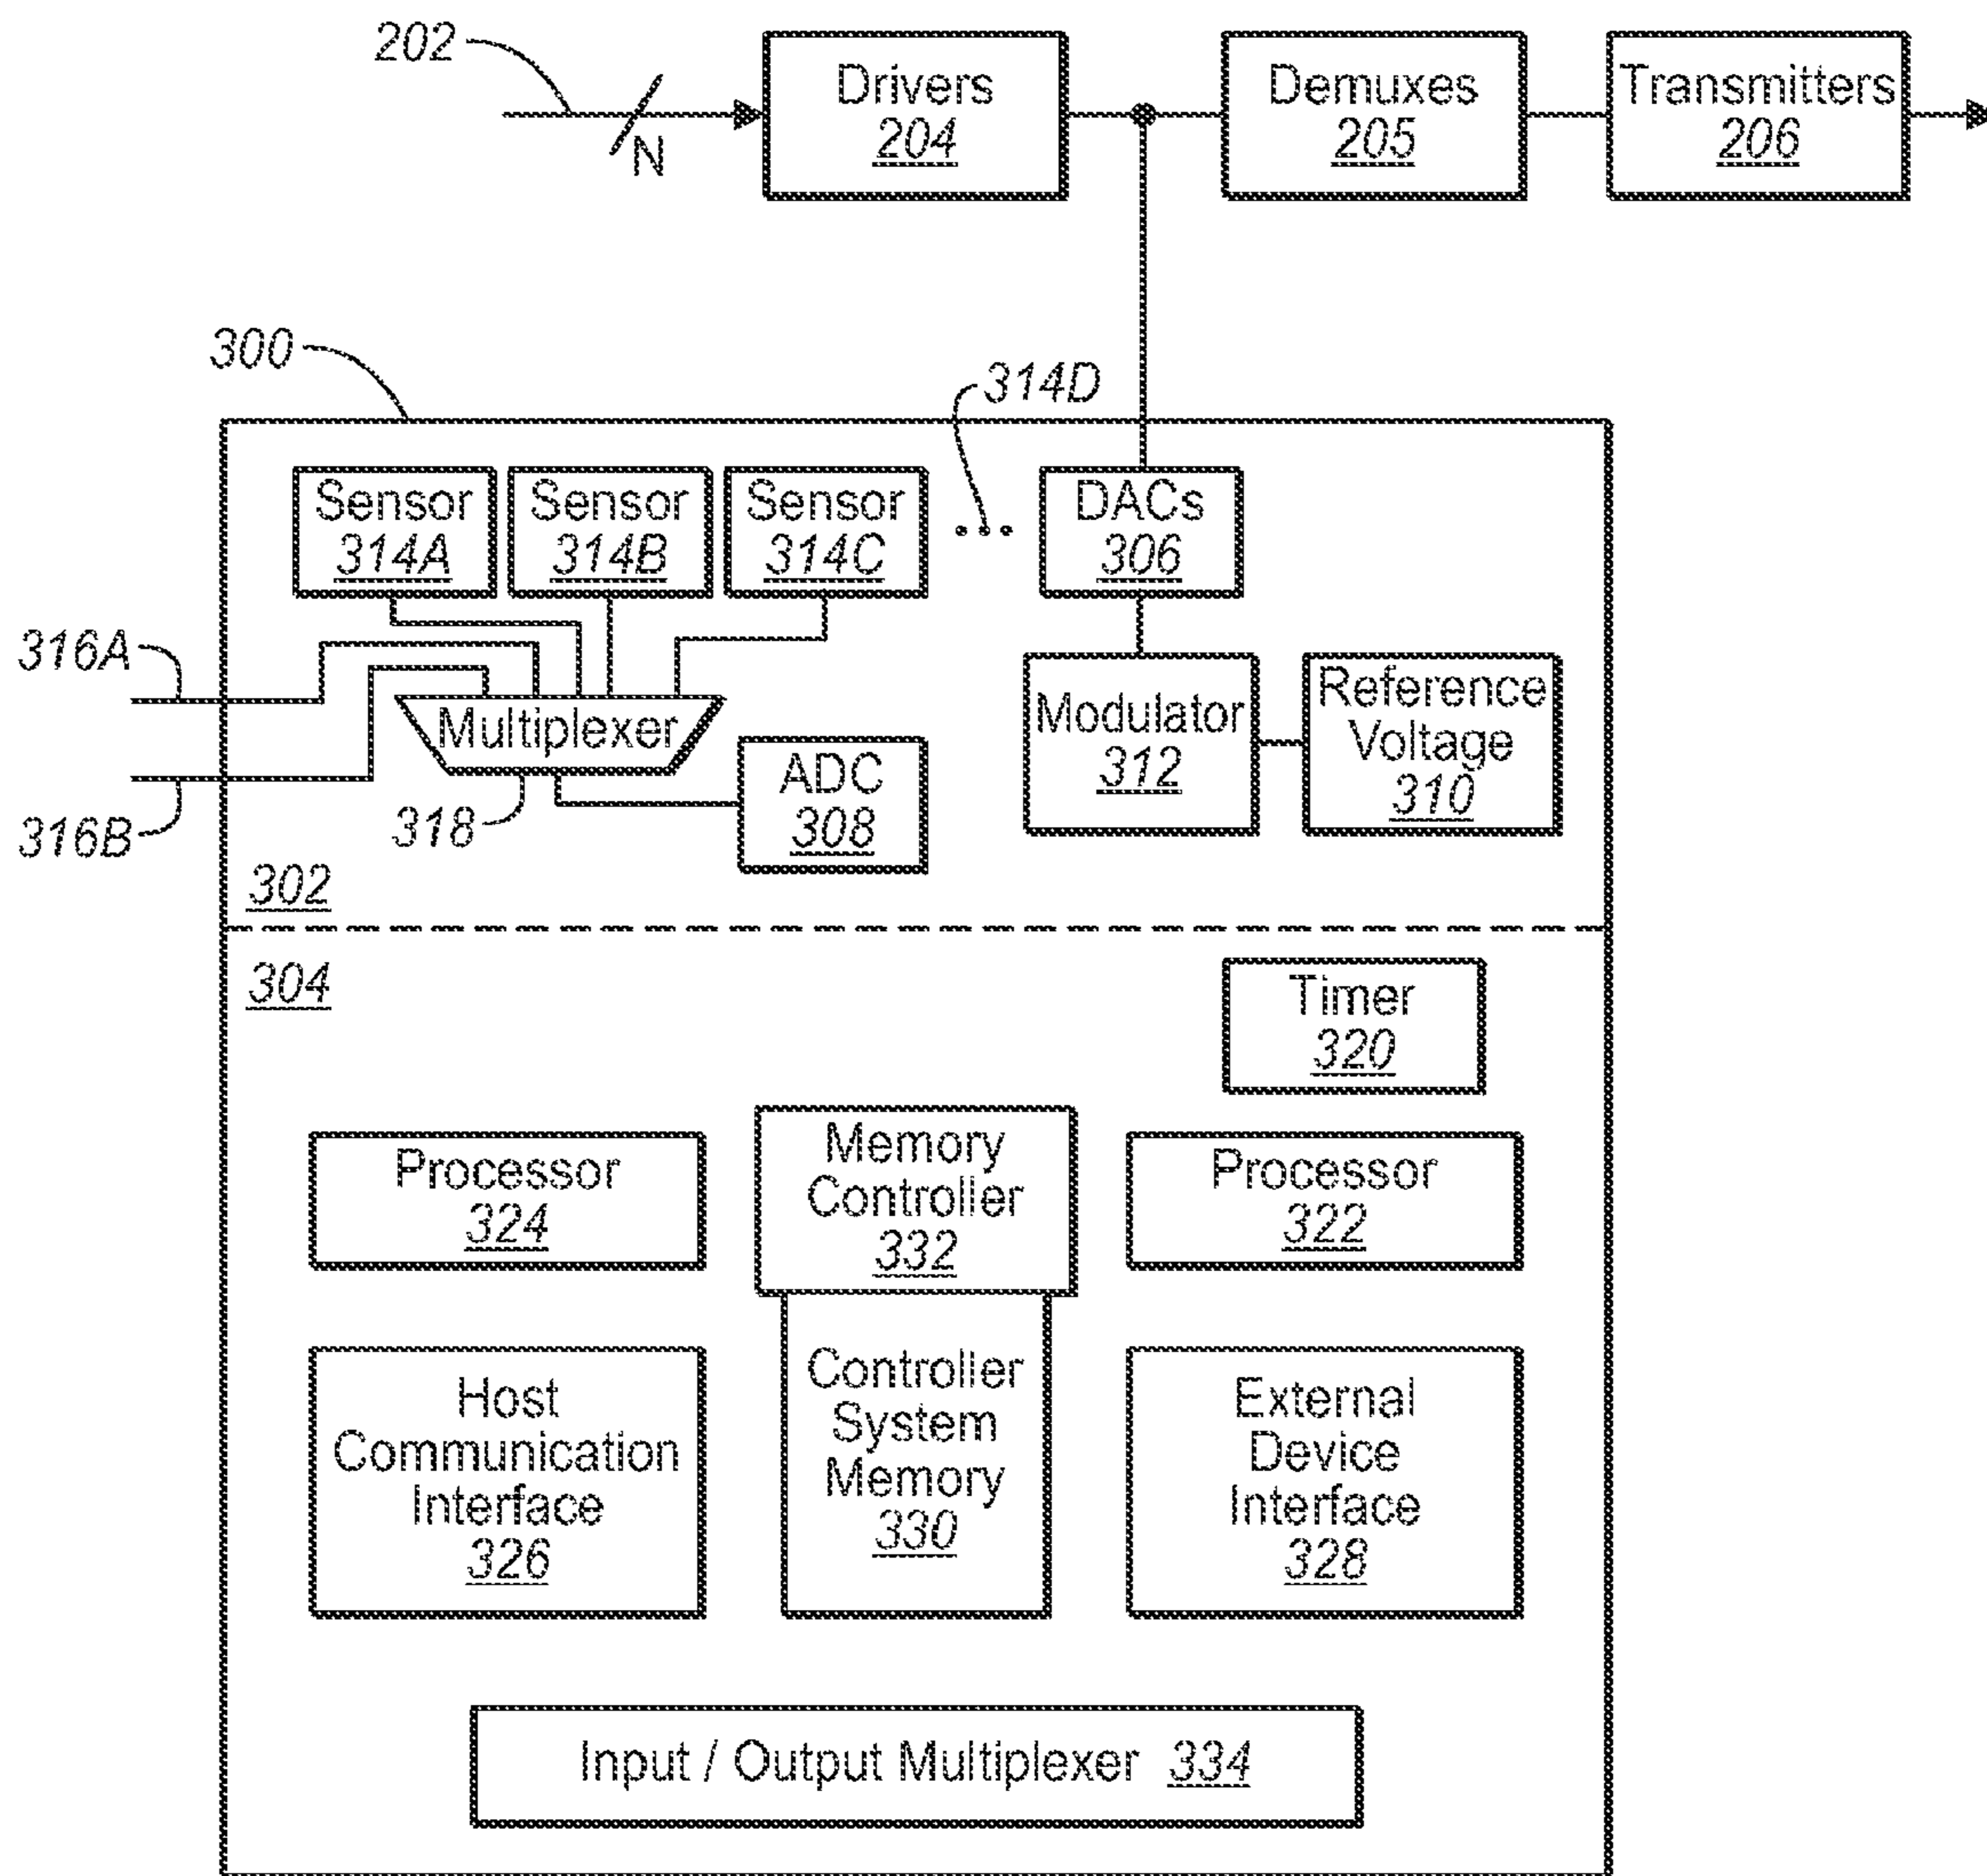 202
N
Drivers
204
Demuxes
205
Transmitters
206
300
314D
Sensor
314A
Sensor
314B
Sensor
314C
...
DACs
306
316A
316B
Multiplexer
318
ADC
308
Modulator
312
Reference
Voltage
310
302
304
Timer
320
Processor
324
Memory
Controller
332
Processor
322
Host
Communication
Interface
326
Controller
System
Memory
330
External
Device
Interface
328
Input / Output Multiplexer 334